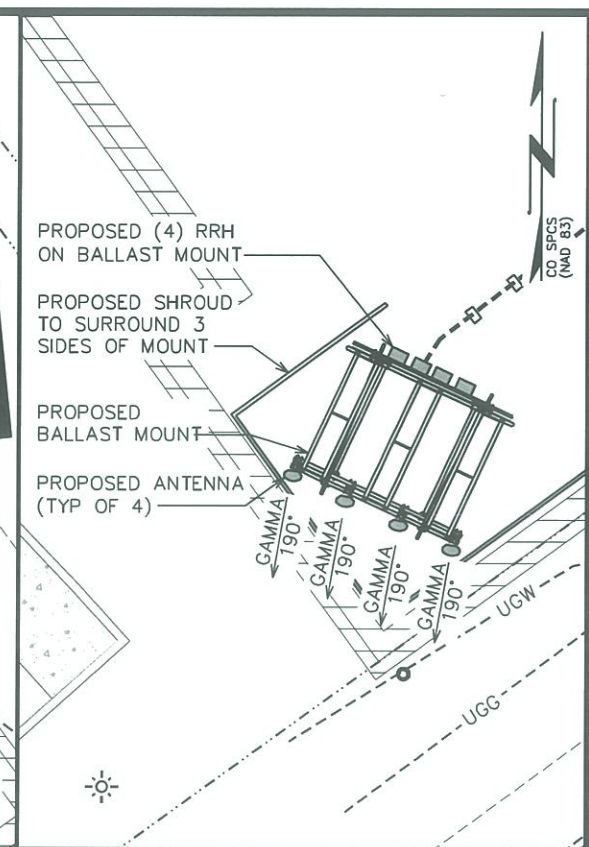 PROPOSED (4) RRH
ON BALLAST MOUNT
PROPOSED SHROUD
TO SURROUND 3
SIDES OF MOUNT
PROPOSED
BALLAST MOUNT
PROPOSED ANTENNA
(TYP OF 4)
N
CO SPCS
(NAD 83)
GAMMA
190°
GAMMA
190°
GAMMA
190°
GAMMA
190°
UGW
UGG